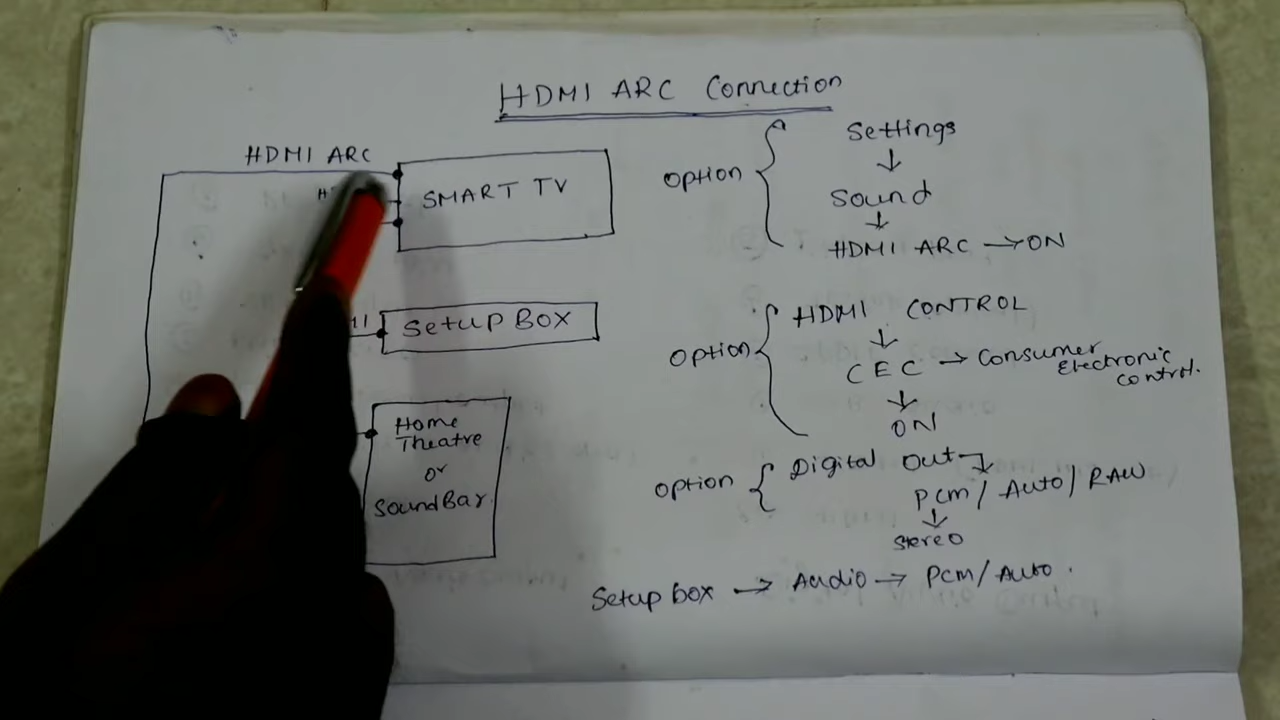 HDMI ARC Connection
HDMI ARC
SMART TV
Setup BOX
Home
Theatre
or
SoundBar
option
Settings
↓
Sound
↓
HDMI ARC → ON
option
HDMI CONTROL
↓
CEC → Consumer
Electronic
control.
↓
ON
option
Digital out
PCM / Auto / RAW
↓
Stereo
Setup box → Audio → PCM / Auto.